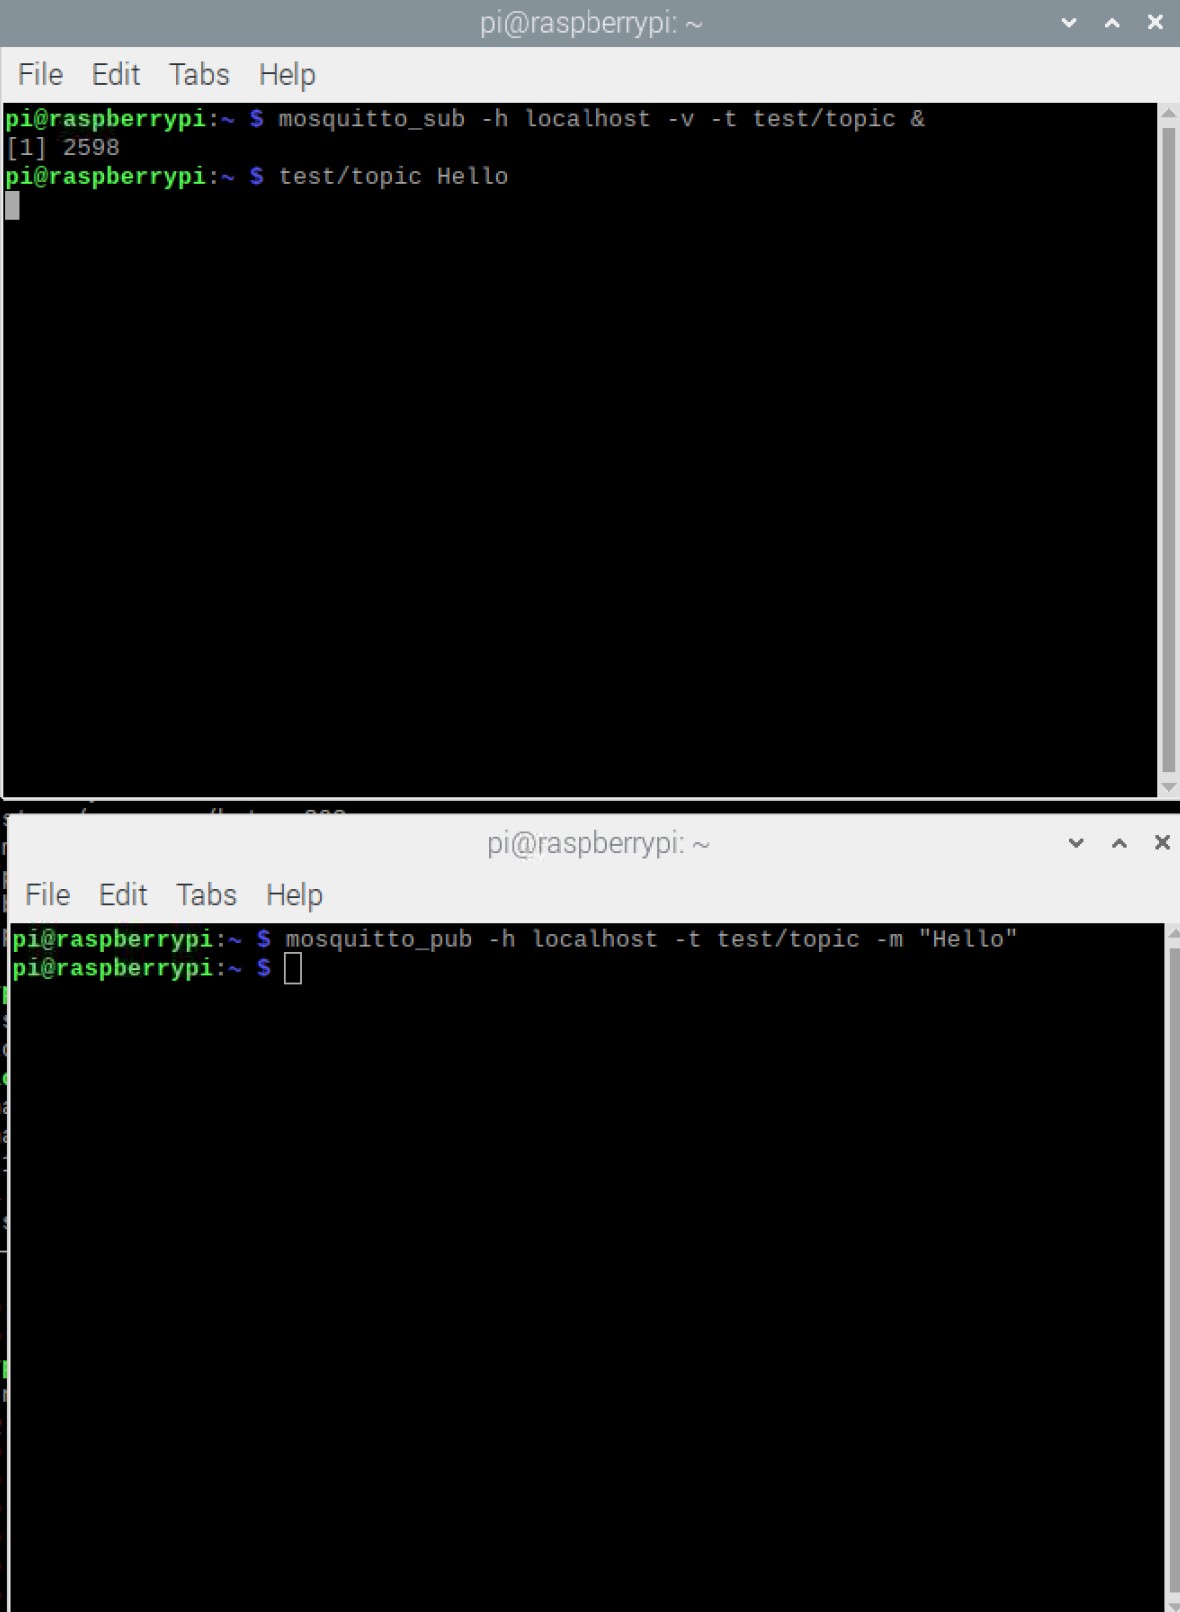 pi@raspberrypi: ~
File Edit Tabs Help
pi@raspberrypi:~ $ mosquitto_sub -h localhost -v -t test/topic &
[1] 2598
pi@raspberrypi:~ $ test/topic Hello
pi@raspberrypi: ~
File Edit Tabs Help
pi@raspberrypi:~ $ mosquitto_pub -h localhost -t test/topic -m "Hello"
pi@raspberrypi:~ $